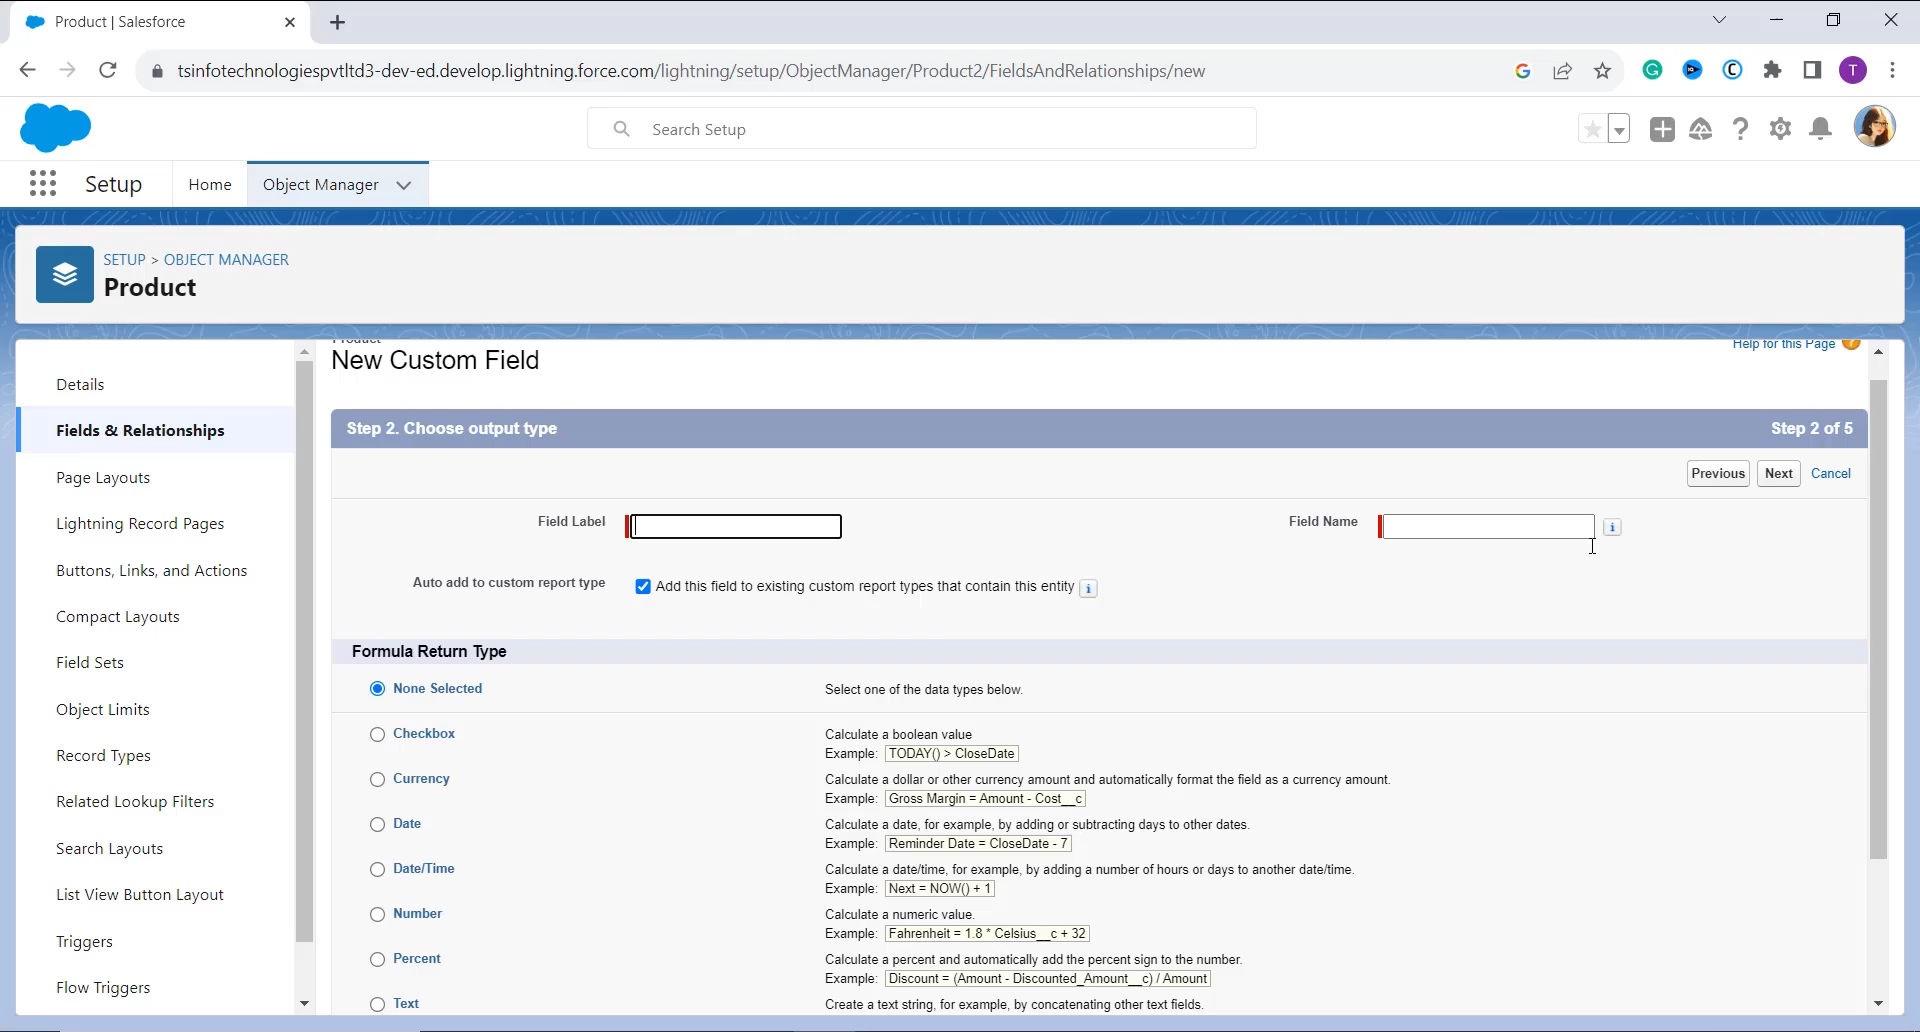 Product | Salesforce
tsinfotechnologiespvtltd3-dev-ed.develop.lightning.force.com/lightning/setup/ObjectManager/Product2/FieldsAndRelationships/new
T
Search Setup
Setup
Home
Object Manager
SETUP > OBJECT MANAGER
Product
Details
Fields & Relationships
Page Layouts
Lightning Record Pages
Buttons, Links, and Actions
Compact Layouts
Field Sets
Object Limits
Record Types
Related Lookup Filters
Search Layouts
List View Button Layout
Triggers
Flow Triggers
Product
New Custom Field
Help for this Page
Step 2. Choose output type
Step 2 of 5
Previous Next Cancel
Field Label
Field Name
Auto add to custom report type
Add this field to existing custom report types that contain this entity
Formula Return Type
None Selected
Select one of the data types below.
Checkbox
Calculate a boolean value
Example: TODAY() > CloseDate
Currency
Calculate a dollar or other currency amount and automatically format the field as a currency amount.
Example: Gross Margin = Amount - Cost__c
Date
Calculate a date, for example, by adding or subtracting days to other dates.
Example: Reminder Date = CloseDate - 7
Date/Time
Calculate a date/time, for example, by adding a number of hours or days to another date/time.
Example: Next = NOW() + 1
Number
Calculate a numeric value.
Example: Fahrenheit = 1.8 * Celsius__c + 32
Percent
Calculate a percent and automatically add the percent sign to the number.
Example: Discount = (Amount - Discounted_Amount__c) / Amount
Text
Create a text string, for example, by concatenating other text fields.